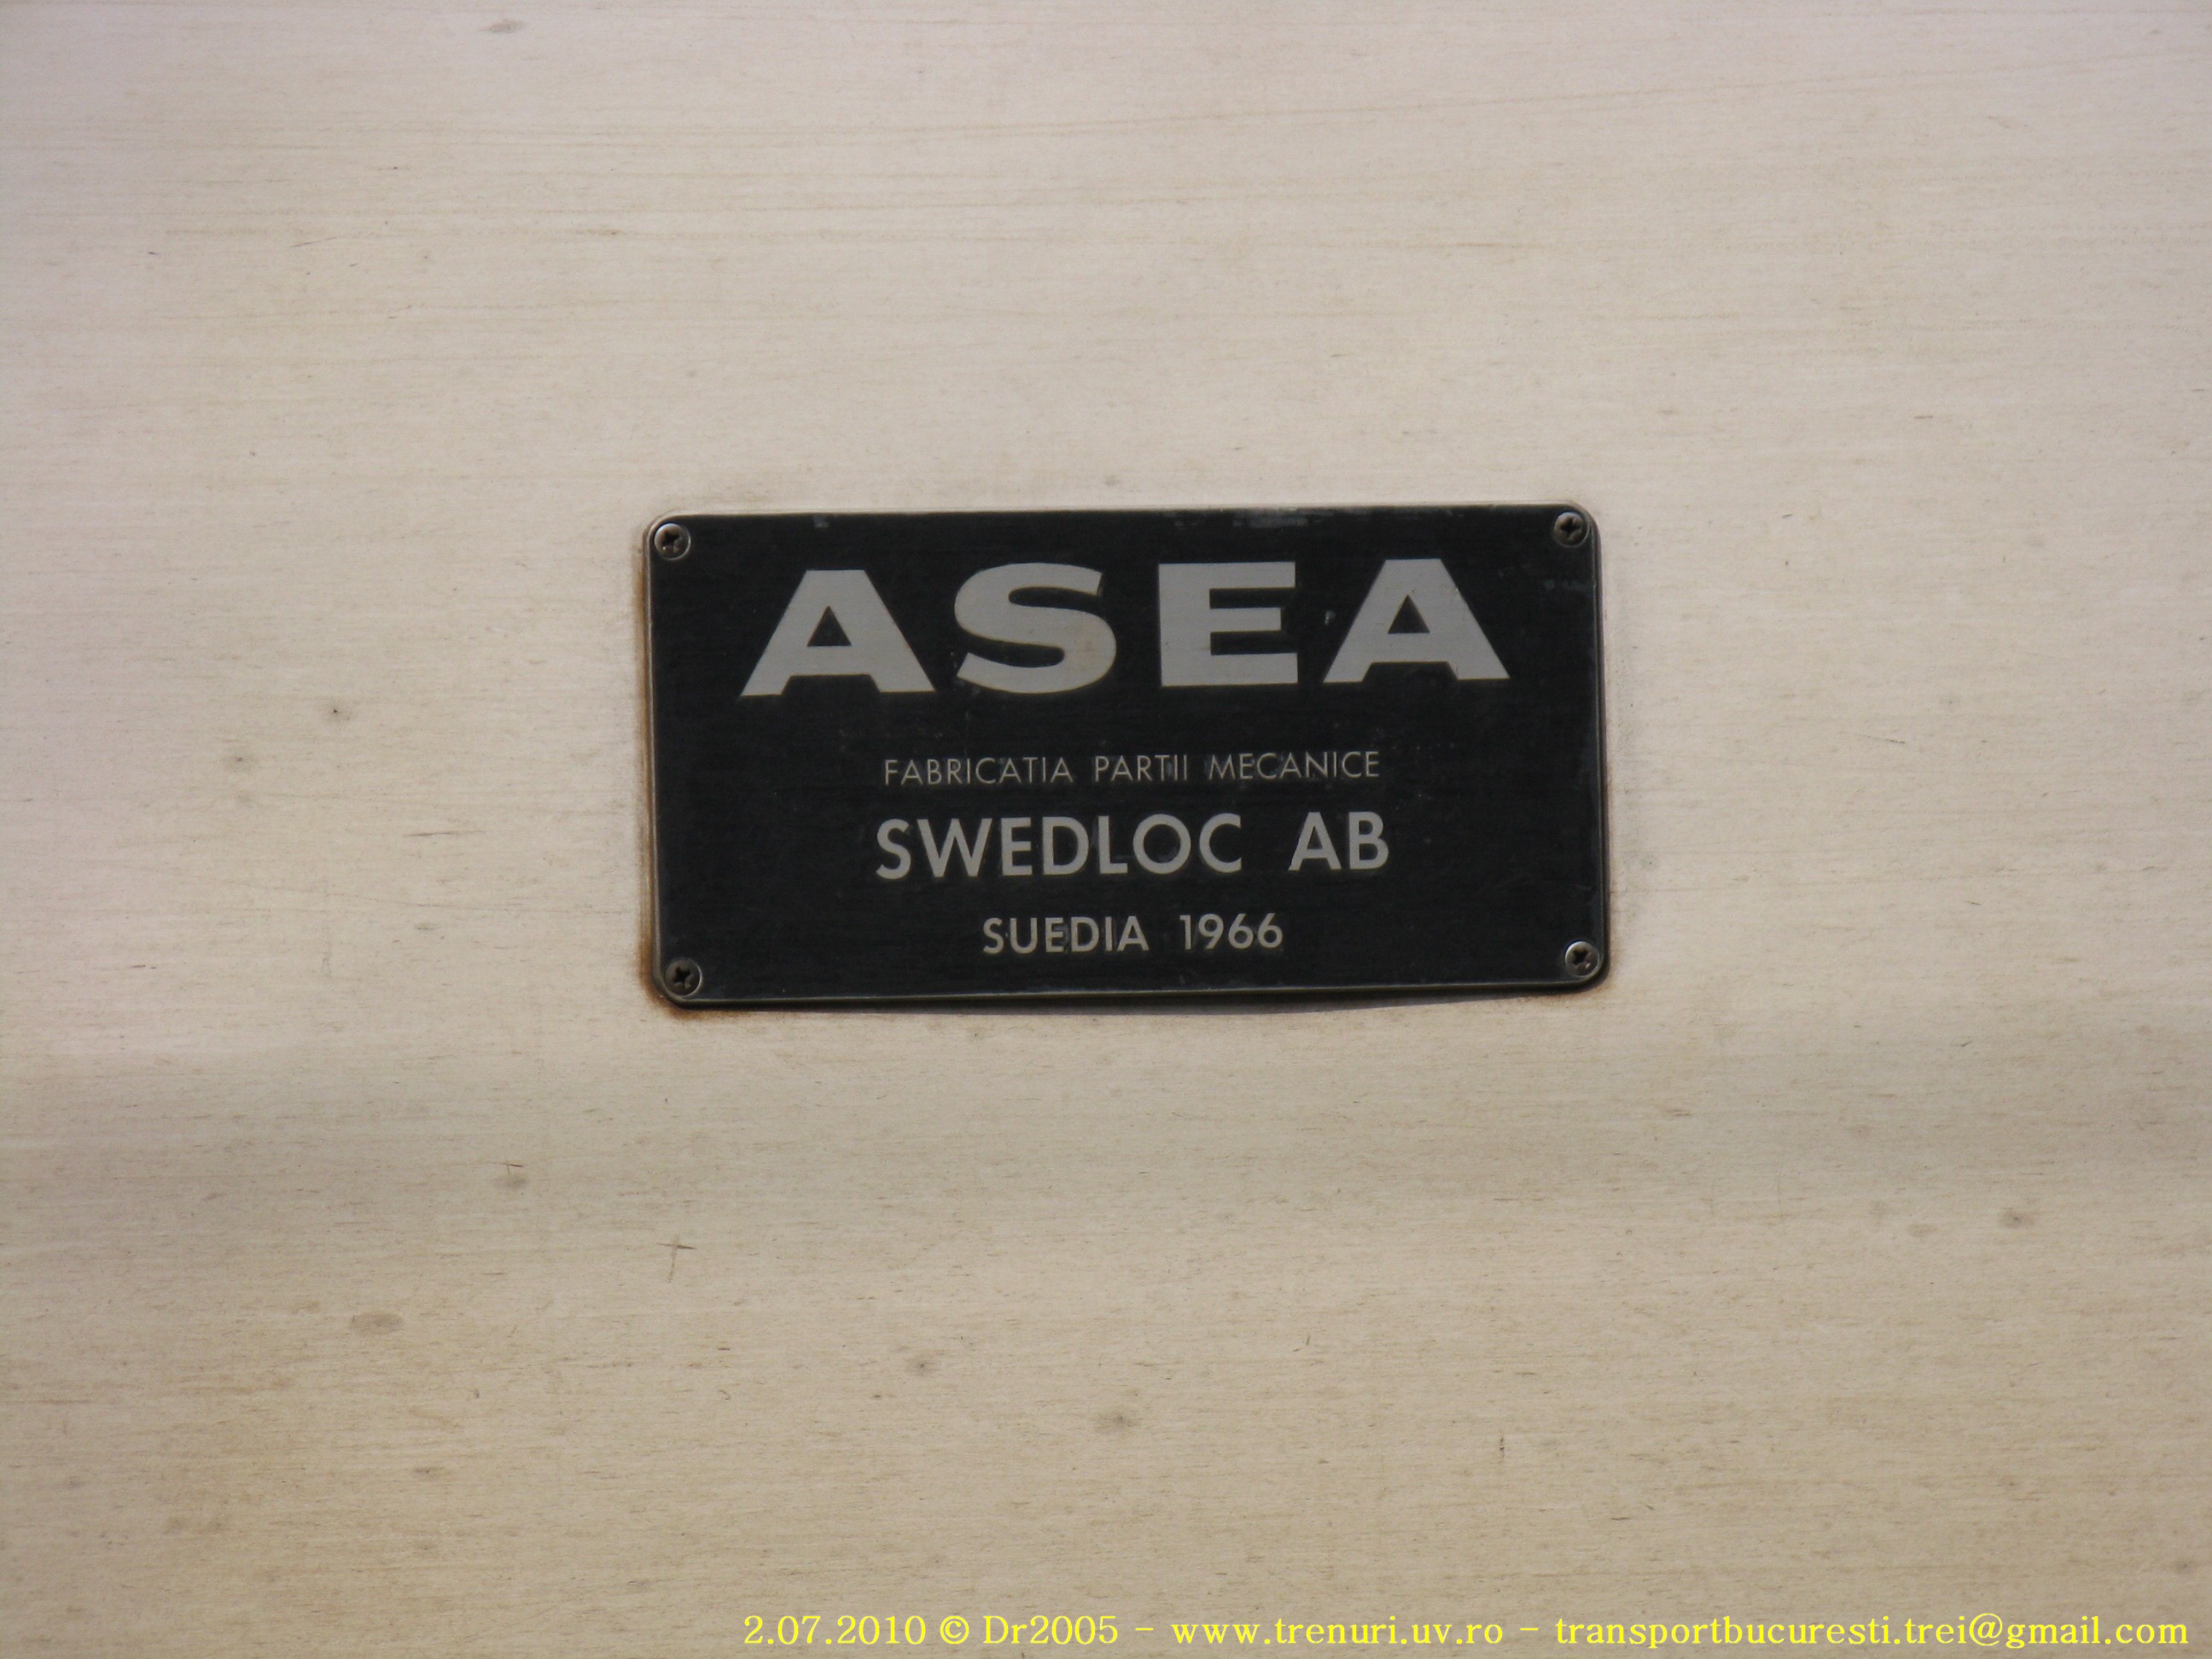 ASEA
FABRICATIA PARTII MECANICE
SWEDLOC AB
SUEDIA 1966
2.07.2010 © Dr2005 - www.trenuri.uv.ro - transportbucuresti.trei@gmail.com